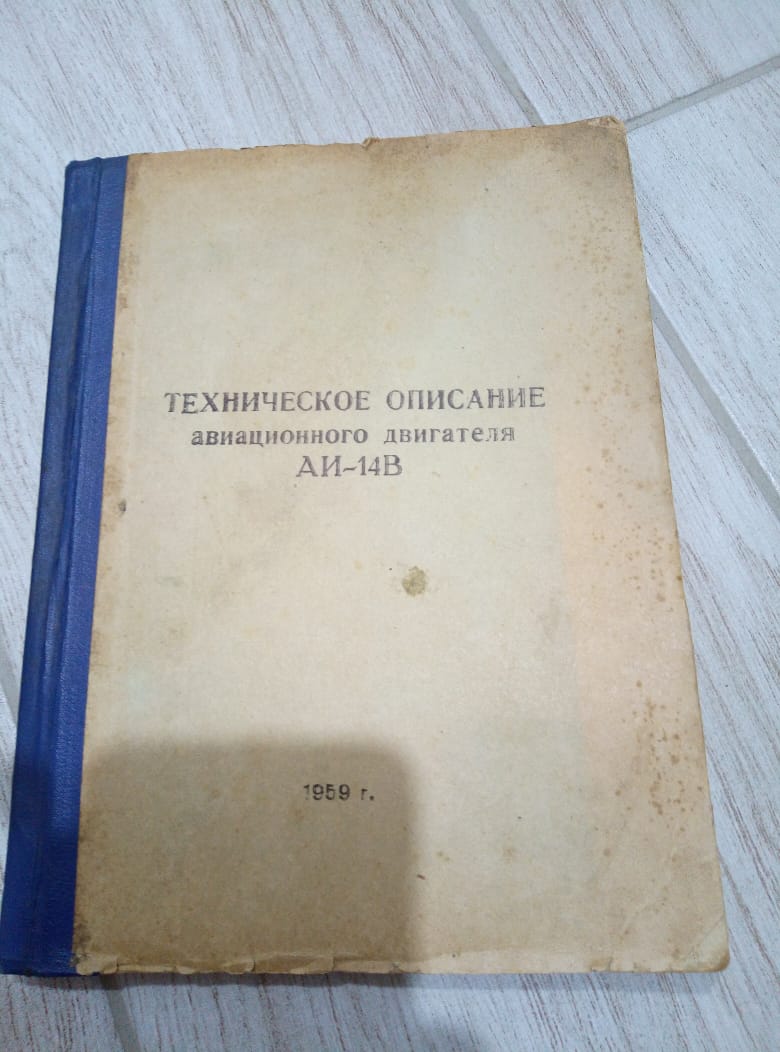 ТЕХНИЧЕСКОЕ ОПИСАНИЕ
авиационного двигателя
АИ-14В
1959 г.